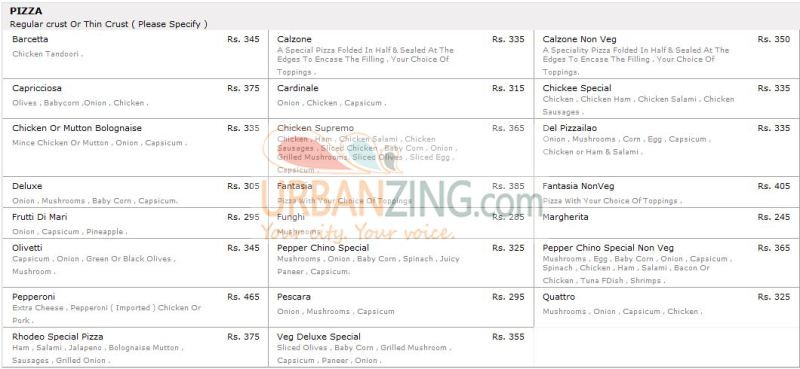 PIZZA
Regular crust Or Thin Crust ( Please Specify )
Barcetta Rs. 345
Chicken Tandoori .
Calzone Rs. 335
A Special Pizza Folded In Half & Sealed At The
Edges To Encase The Filling . Your Choice Of
Toppings .
Calzone Non Veg Rs. 350
A Speciality Pizza Folded In Half & Sealed At The
Edges To Encase The Filling . Your Choice Of
Toppings.
Capricciosa Rs. 375
Olives , Babycorn ,Onion , Chicken .
Cardinale Rs. 315
Onion , Chicken , Capsicum .
Chickee Special Rs. 335
Chicken , Chicken Ham , Chicken Salami , Chicken
Sausages .
Chicken Or Mutton Bolognaise Rs. 335
Mince Chicken Or Mutton , Onion , Capsicum .
Chicken Supremo Rs. 365
Chicken , Ham , Chicken Salami , Chicken
Sausages , Sliced Chicken , Baby Corn , Onion ,
Grilled Mushrooms , Sliced Olives , Sliced Egg ,
Capsicum .
Del Pizzailao Rs. 335
Onion , Mushrooms , Corn , Egg , Capsicum ,
Chicken or Ham & Salami .
Deluxe Rs. 305
Onion , Mushrooms , Baby Corn , Capsicum.
Fantasia Rs. 385
Pizza With Your Choice Of Toppings
Fantasia NonVeg Rs. 405
Pizza With Your Choice Of Toppings .
Frutti Di Mari Rs. 295
Onion , Capsicum , Pineapple .
Funghi Rs. 285
Mushrooms
Margherita Rs. 245
URBANZING.com
Your city. Your voice.
Olivetti Rs. 345
Capsicum , Onion , Green Or Black Olives ,
Mushroom .
Pepper Chino Special Rs. 325
Mushrooms , Onion , Baby Corn , Spinach , Juicy
Paneer , Capsicum.
Pepper Chino Special Non Veg Rs. 365
Mushrooms , Egg , Baby Corn , Onion , Capsicum ,
Spinach , Chicken , Ham , Salami , Bacon Or
Chicken , Tuna FDish , Shrimps .
Pepperoni Rs. 465
Extra Cheese , Pepperoni ( Imported ) Chicken Or
Pork .
Pescara Rs. 295
Onion , Mushrooms , Capsicum
Quattro Rs. 325
Mushrooms , Onion , Capsicum , Chicken .
Rhodeo Special Pizza Rs. 375
Ham , Salami , Jalapeno , Bolognaise Mutton ,
Sausages , Grilled Onion .
Veg Deluxe Special Rs. 355
Sliced Olives , Baby Corn , Grilled Mushroom ,
Capsicum , Paneer , Onion .